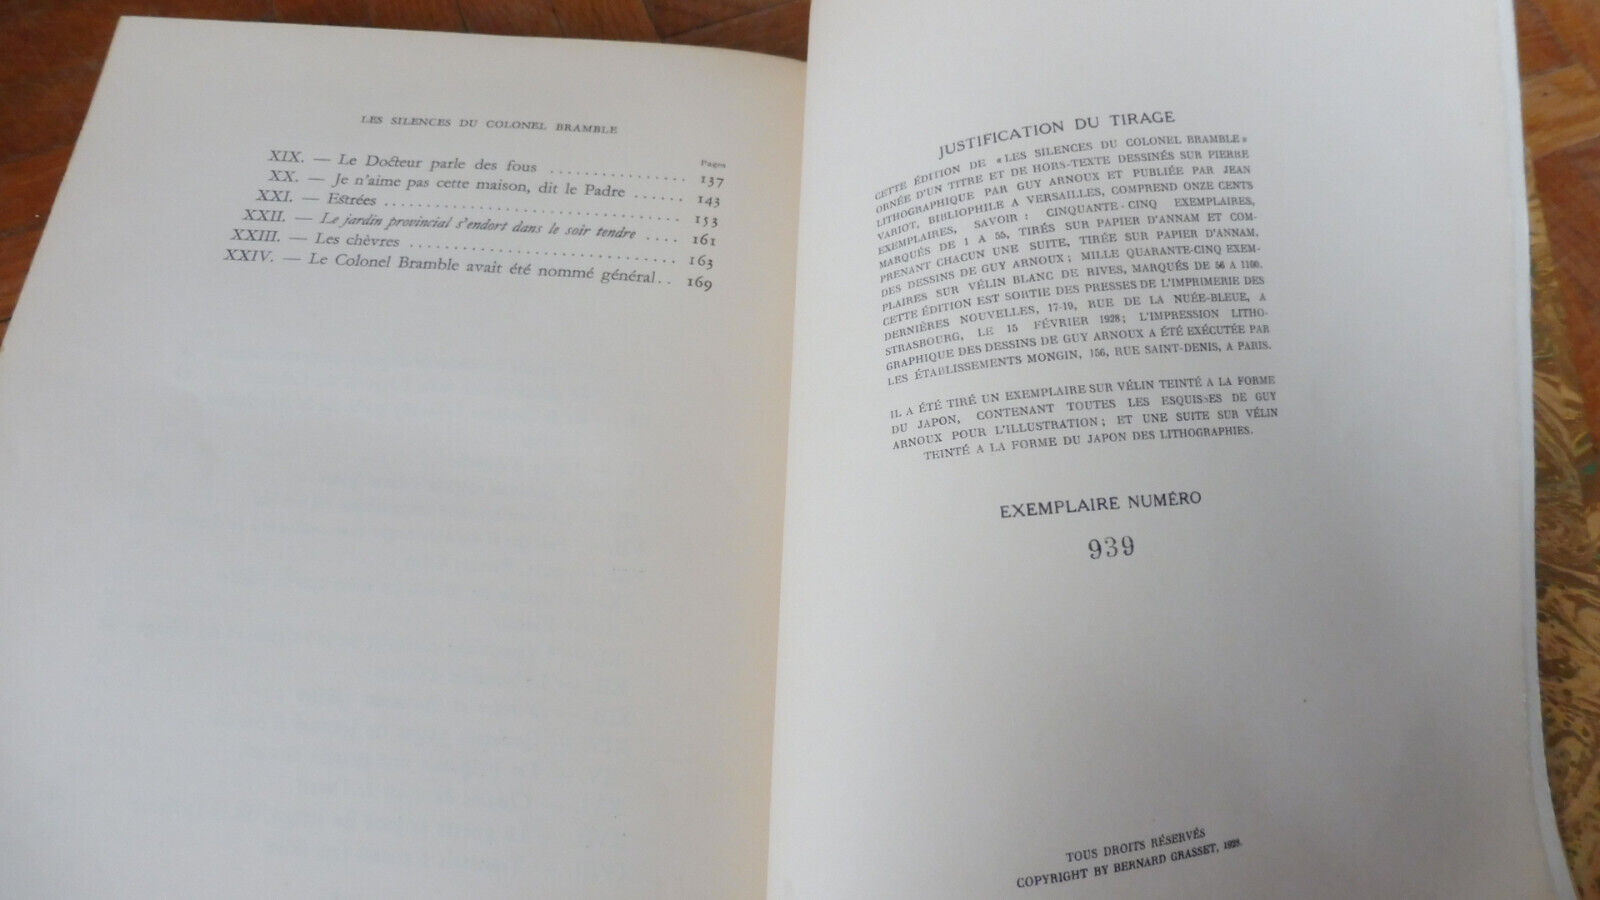 LES SILENCES DU COLONEL BRAMBLE
Pages
XIX. — Le Docteur parle des fous ................ 137
XX. — Je n'aime pas cette maison, dit le Padre ...... 143
XXI. — Estrées .................................. 153
XXII. — Le jardin provincial s'endort dans le soir tendre .... 161
XXIII. — Les chèvres ............................ 163
XXIV. — Le Colonel Bramble avait été nommé général.. 169
JUSTIFICATION DU TIRAGE
CETTE ÉDITION DE «LES SILENCES DU COLONEL BRAMBLE»
ORNÉE D'UN TITRE ET DE HORS-TEXTE DESSINÉS SUR PIERRE
LITHOGRAPHIQUE PAR GUY ARNOUX ET PUBLIÉE PAR JEAN
VARIOT, BIBLIOPHILE A VERSAILLES, COMPREND ONZE CENTS
EXEMPLAIRES, SAVOIR : CINQUANTE-CINQ EXEMPLAIRES,
MARQUÉS DE 1 A 55, TIRÉS SUR PAPIER D'ANNAM ET COM-
PRENANT CHACUN UNE SUITE, TIRÉE SUR PAPIER D'ANNAM,
DES DESSINS DE GUY ARNOUX ; MILLE QUARANTE-CINQ EXEM-
PLAIRES SUR VÉLIN BLANC DE RIVES, MARQUÉS DE 56 A 1100.
CETTE ÉDITION EST SORTIE DES PRESSES DE L'IMPRIMERIE DES
DERNIÈRES NOUVELLES, 17-19, RUE DE LA NUÉE-BLEUE, A
STRASBOURG, LE 15 FÉVRIER 1928 ; L'IMPRESSION LITHO-
GRAPHIQUE DES DESSINS DE GUY ARNOUX A ÉTÉ EXÉCUTÉE PAR
LES ÉTABLISSEMENTS MONGIN, 156, RUE SAINT-DENIS, A PARIS.
IL A ÉTÉ TIRÉ UN EXEMPLAIRE SUR VÉLIN TEINTÉ A LA FORME
DU JAPON, CONTENANT TOUTES LES ESQUISSES DE GUY
ARNOUX POUR L'ILLUSTRATION ; ET UNE SUITE SUR VÉLIN
TEINTÉ A LA FORME DU JAPON DES LITHOGRAPHIES.
EXEMPLAIRE NUMÉRO
939
TOUS DROITS RÉSERVÉS
COPYRIGHT BY BERNARD GRASSET, 1928.